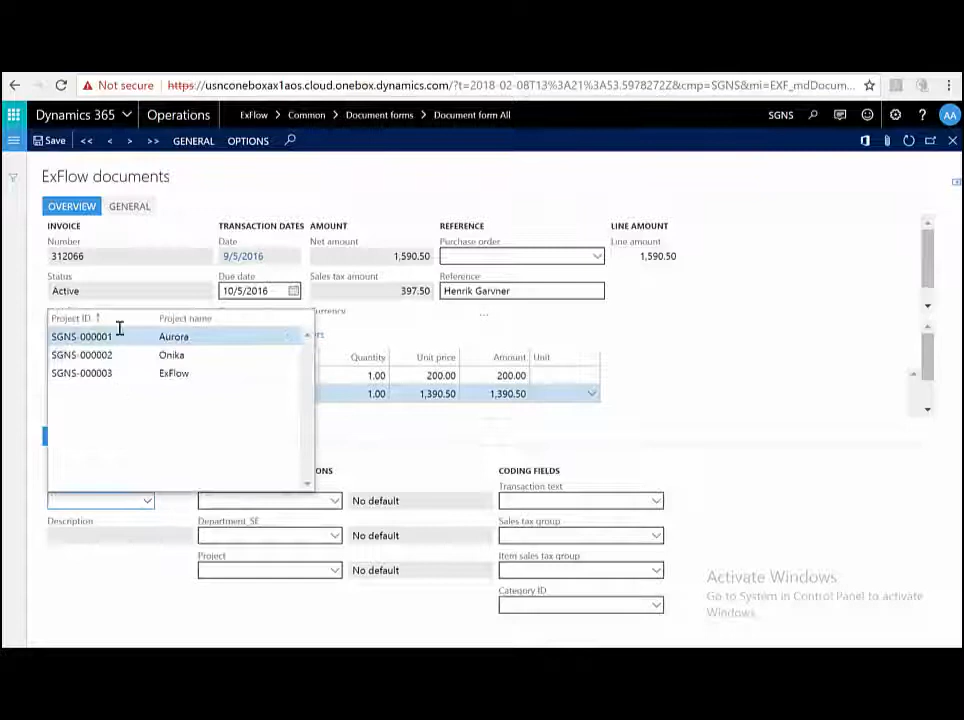 Not secure https://usnconeboxax1aos.cloud.onebox.dynamics.com/?t=2018-02-08T13%3A21%3A53.5978272Z&cmp=SGNS&mi=EXF_mdDocum...
Dynamics 365 Operations ExFlow Common Document forms Document form All SGNS ? AA
Save << < > >> GENERAL OPTIONS
ExFlow documents
OVERVIEW GENERAL
INVOICE TRANSACTION DATES AMOUNT REFERENCE LINE AMOUNT
Number Date Net amount Purchase order Line amount
312066 9/5/2016 1,590.50 1,590.50
Status Due date Sales tax amount Reference
Active 10/5/2016 397.50 Henrik Garvner
Project ID Project name
SGNS-000001 Aurora
SGNS-000002 Onika
SGNS-000003 ExFlow
Quantity Unit price Amount Unit
1.00 200.00 200.00
1.00 1,390.50 1,390.50
CODING FIELDS
Transaction text
No default
Description Department_SE Sales tax group
No default
Project Item sales tax group
No default
Category ID
Activate Windows
Go to System in Control Panel to activate
Windows.